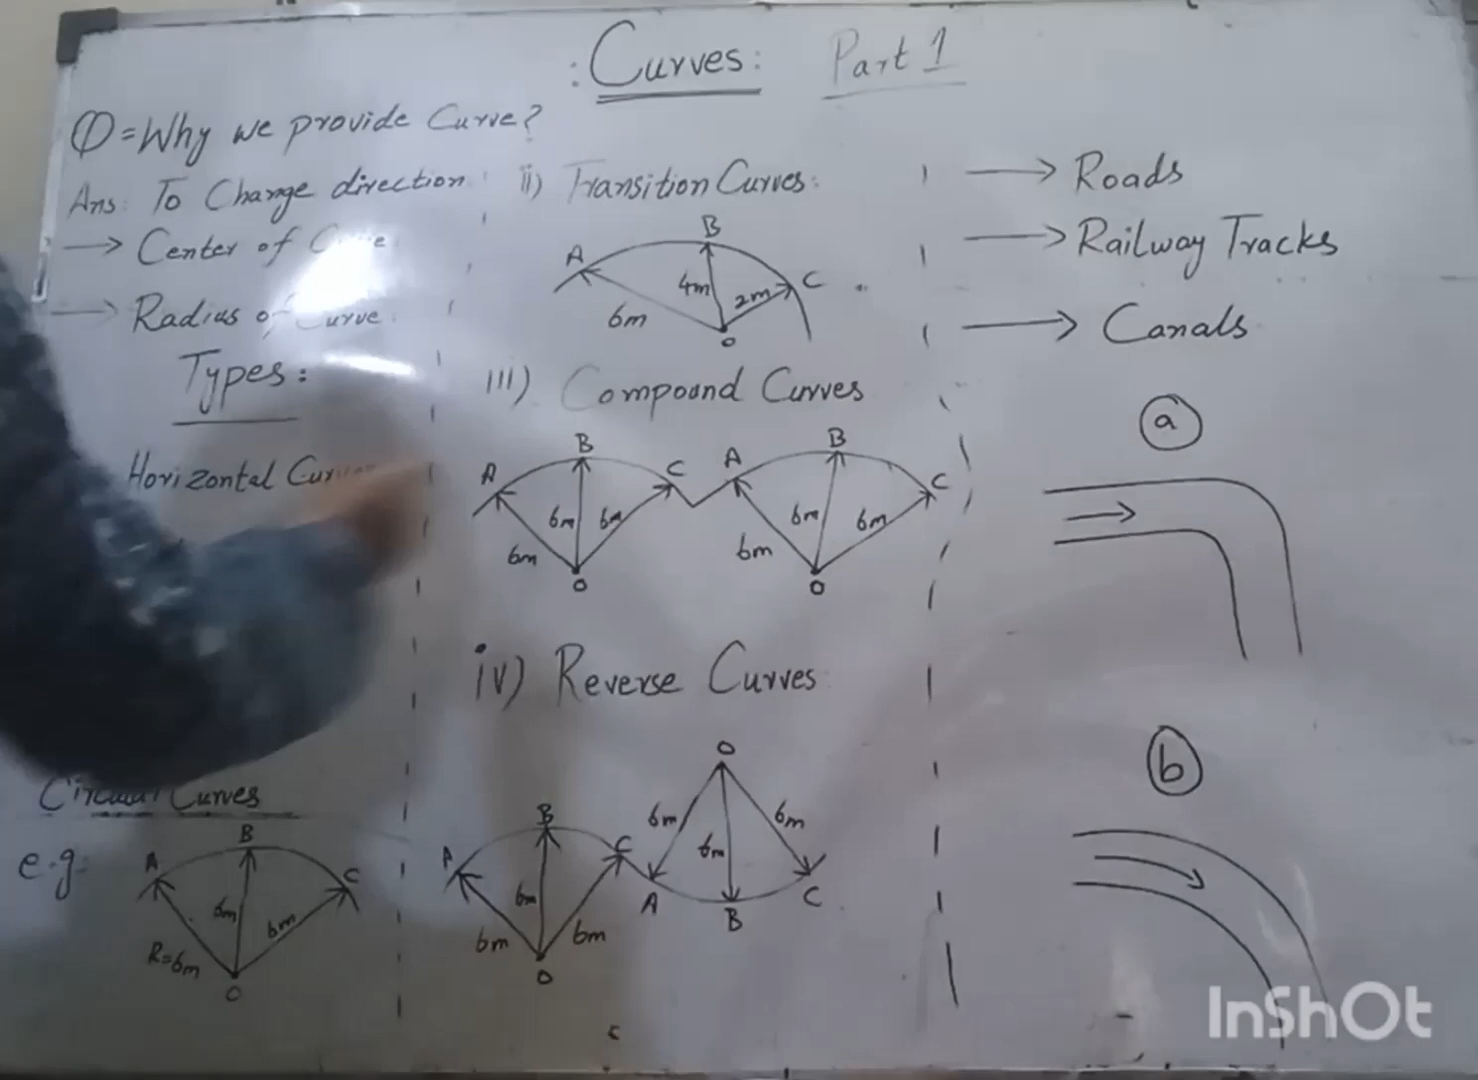 : Curves : Part 1
Q = Why we provide Curve?
Ans: To Change direction
→ Center of
→ Radius of Curve
Types:
Horizontal
Circular Curves
e.g:
A B C
R=6m 6m 6m
O
ii) Transition Curves:
A B C
6m 4m 2m
O
iii) Compound Curves
A B C A B C
6m 6m 6m 6m 6m 6m
O O
iv) Reverse Curves
O
6m 6m 6m
A B C
6m 6m 6m
A B C
O
→ Roads
→ Railway Tracks
→ Canals
a
b
InShOt